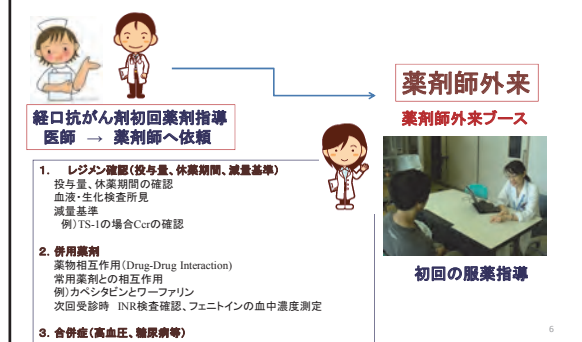 経口抗がん剤初回薬剤指導
医師 → 薬剤師へ依頼
薬剤師外来
薬剤師外来ブース
初回の服薬指導
1. レジメン確認(投与量、休薬期間、減量基準)
投与量、休薬期間の確認
血液・生化検査所見
減量基準
例)TS-1の場合Ccrの確認
2. 併用薬剤
薬物相互作用(Drug-Drug Interaction)
常用薬剤との相互作用
例)カペシタビンとワーファリン
次回受診時 INR検査確認、フェニトインの血中濃度測定
3. 合併症(高血圧、糖尿病等)
6